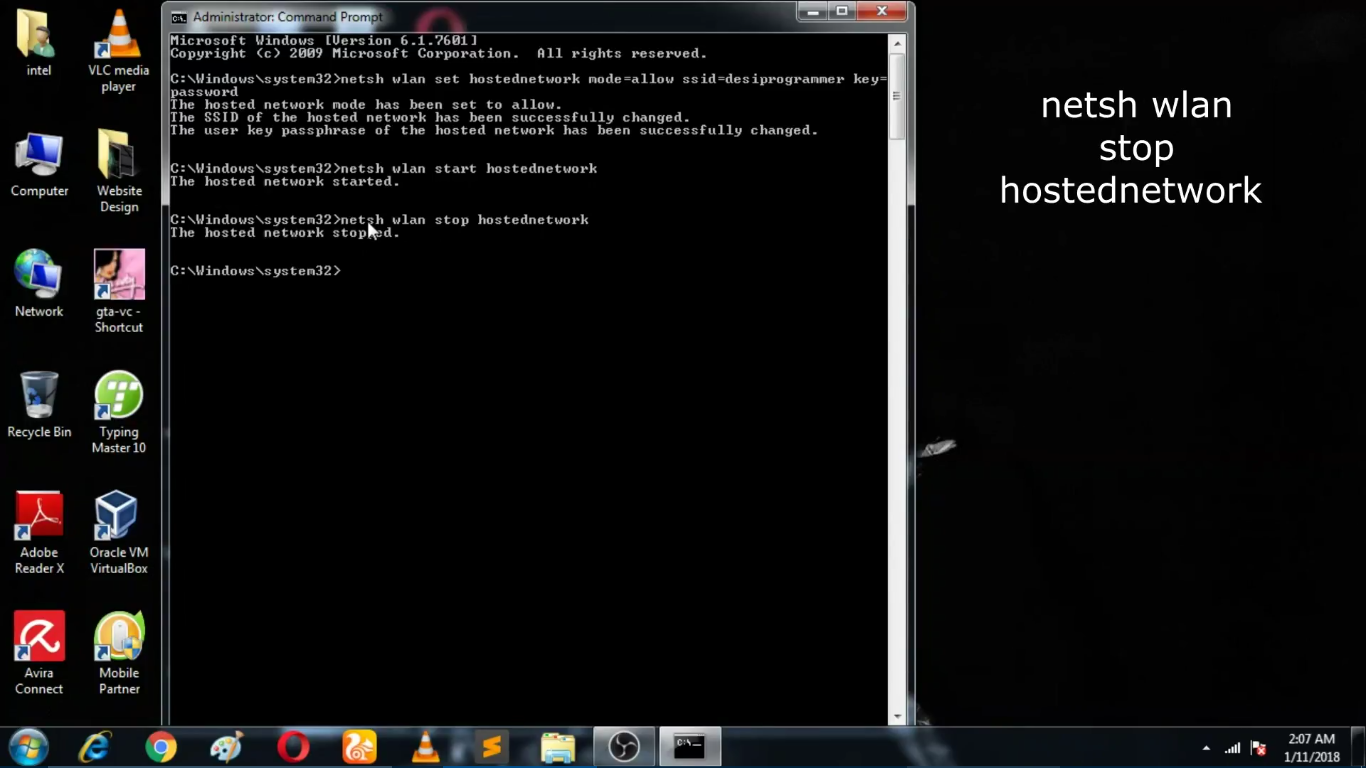 Administrator: Command Prompt
Microsoft Windows [Version 6.1.7601]
Copyright (c) 2009 Microsoft Corporation.  All rights reserved.
C:\Windows\system32>netsh wlan set hostednetwork mode=allow ssid=desiprogrammer key=
password
The hosted network mode has been set to allow.
The SSID of the hosted network has been successfully changed.
The user key passphrase of the hosted network has been successfully changed.
C:\Windows\system32>netsh wlan start hostednetwork
The hosted network started.
C:\Windows\system32>netsh wlan stop hostednetwork
The hosted network stopped.
C:\Windows\system32>
netsh wlan
stop
hostednetwork
intel
VLC media
player
Computer
Website
Design
Network
gta-vc -
Shortcut
Recycle Bin
Typing
Master 10
Adobe
Reader X
Oracle VM
VirtualBox
Avira
Connect
Mobile
Partner
2:07 AM
1/11/2018